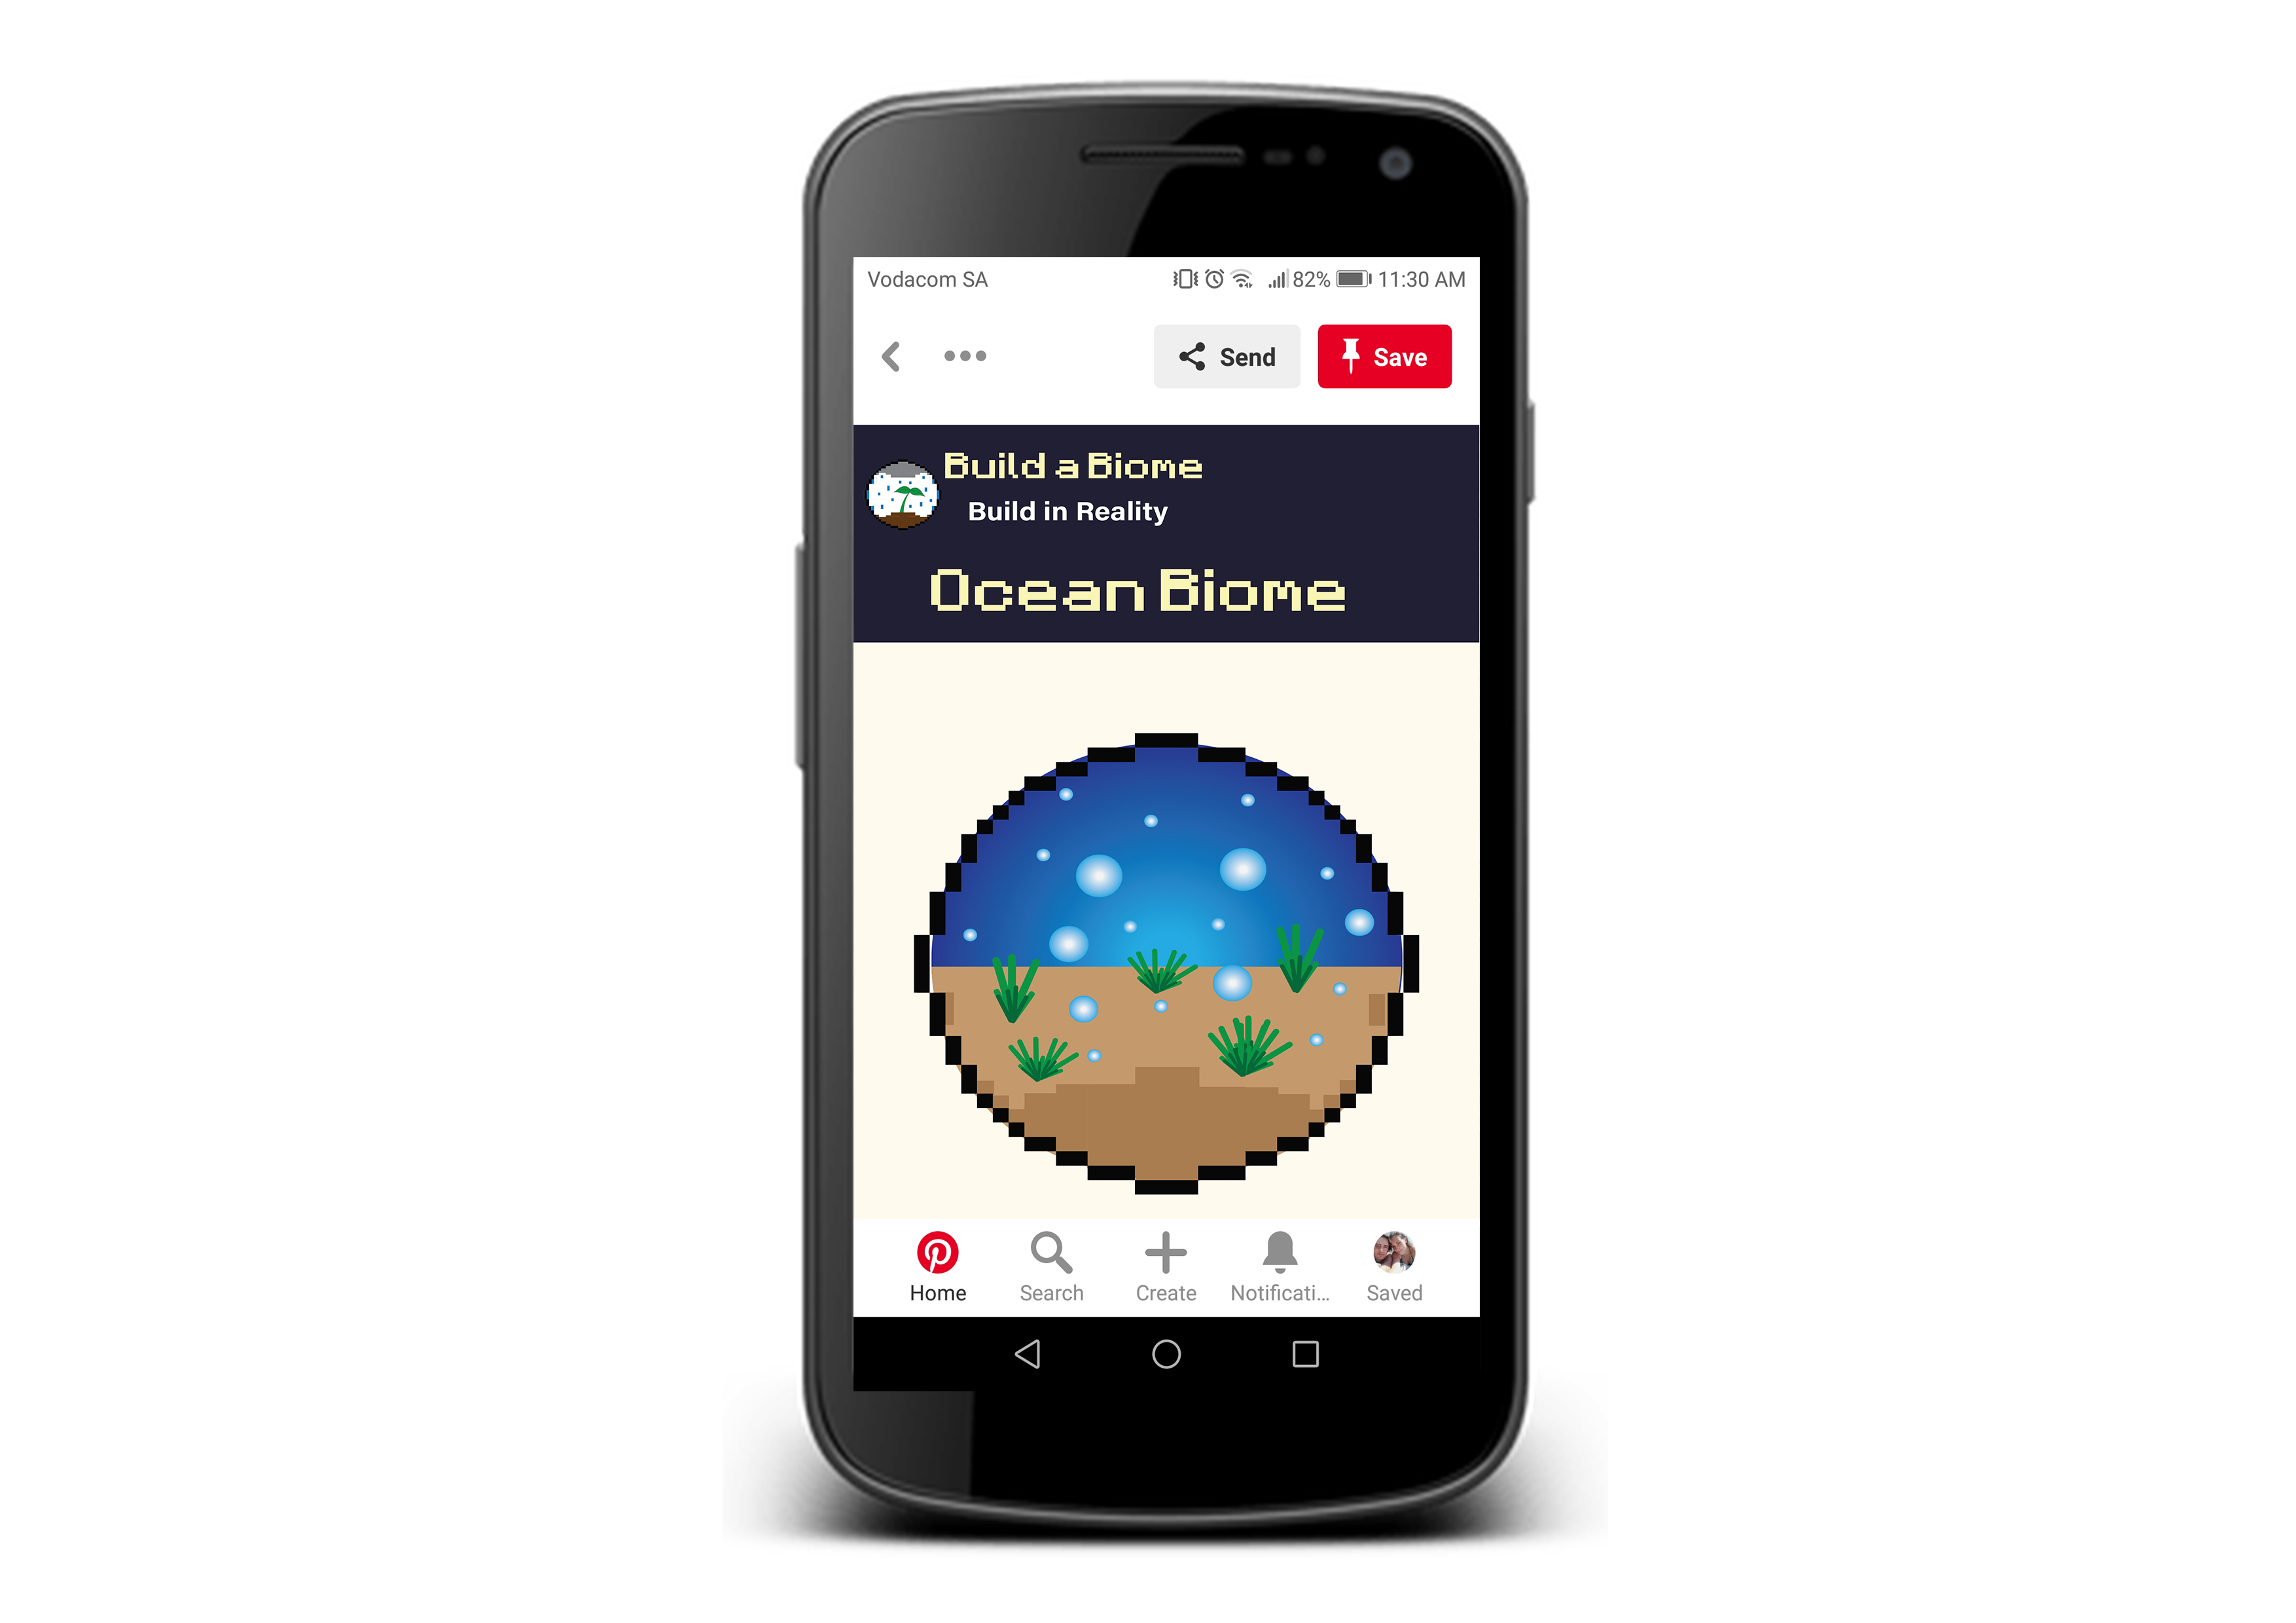 Vodacom SA 82% 11:30 AM
Send Save
Build a Biome
Build in Reality
Ocean Biome
Home Search Create Notificati... Saved